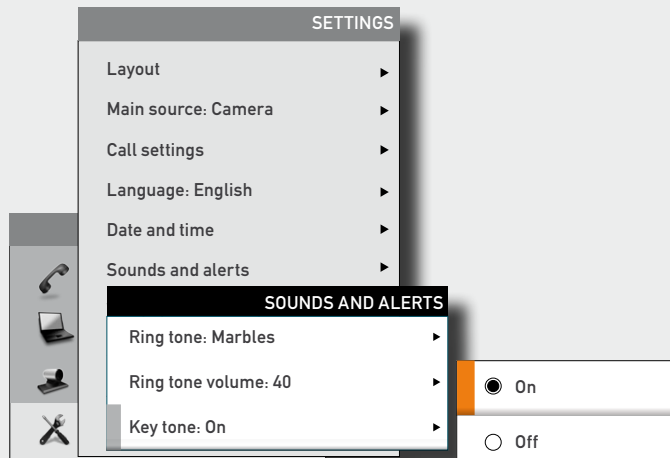 SETTINGS
Layout
Main source: Camera
Call settings
Language: English
Date and time
Sounds and alerts
SOUNDS AND ALERTS
Ring tone: Marbles
Ring tone volume: 40
Key tone: On
On
Off